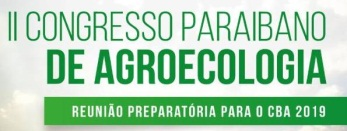 II CONGRESSO PARAIBANO
DE AGROECOLOGIA
REUNIÃO PREPARATÓRIA PARA O CBA 2019